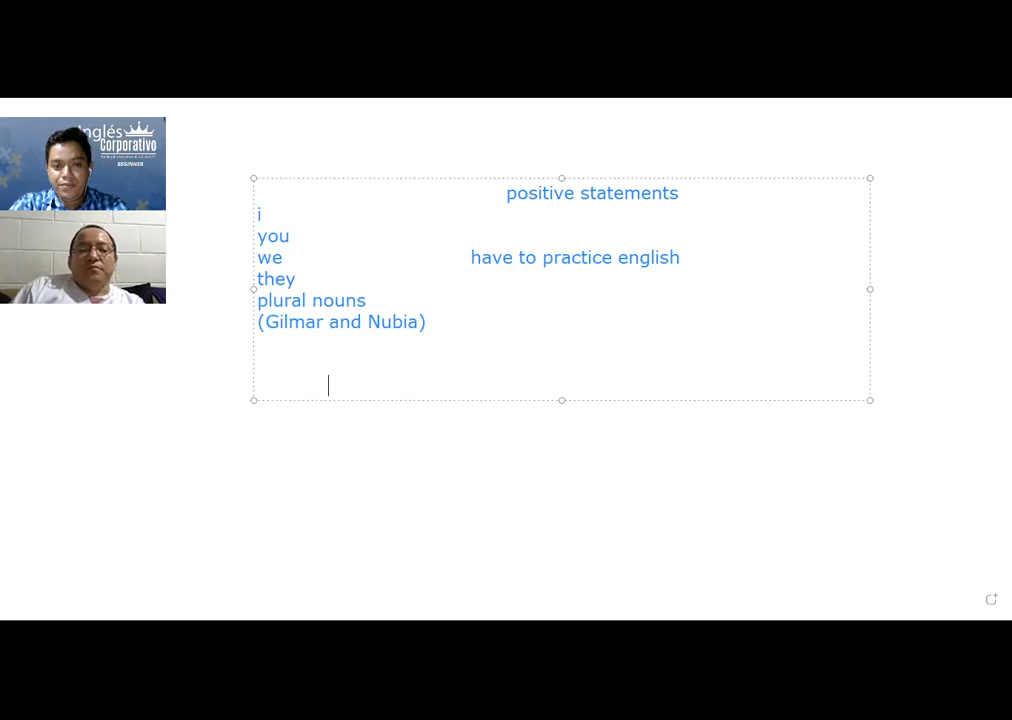 Inglés
Corporativo
BEGINNER
positive statements
i
you
we have to practice english
they
plural nouns
(Gilmar and Nubia)